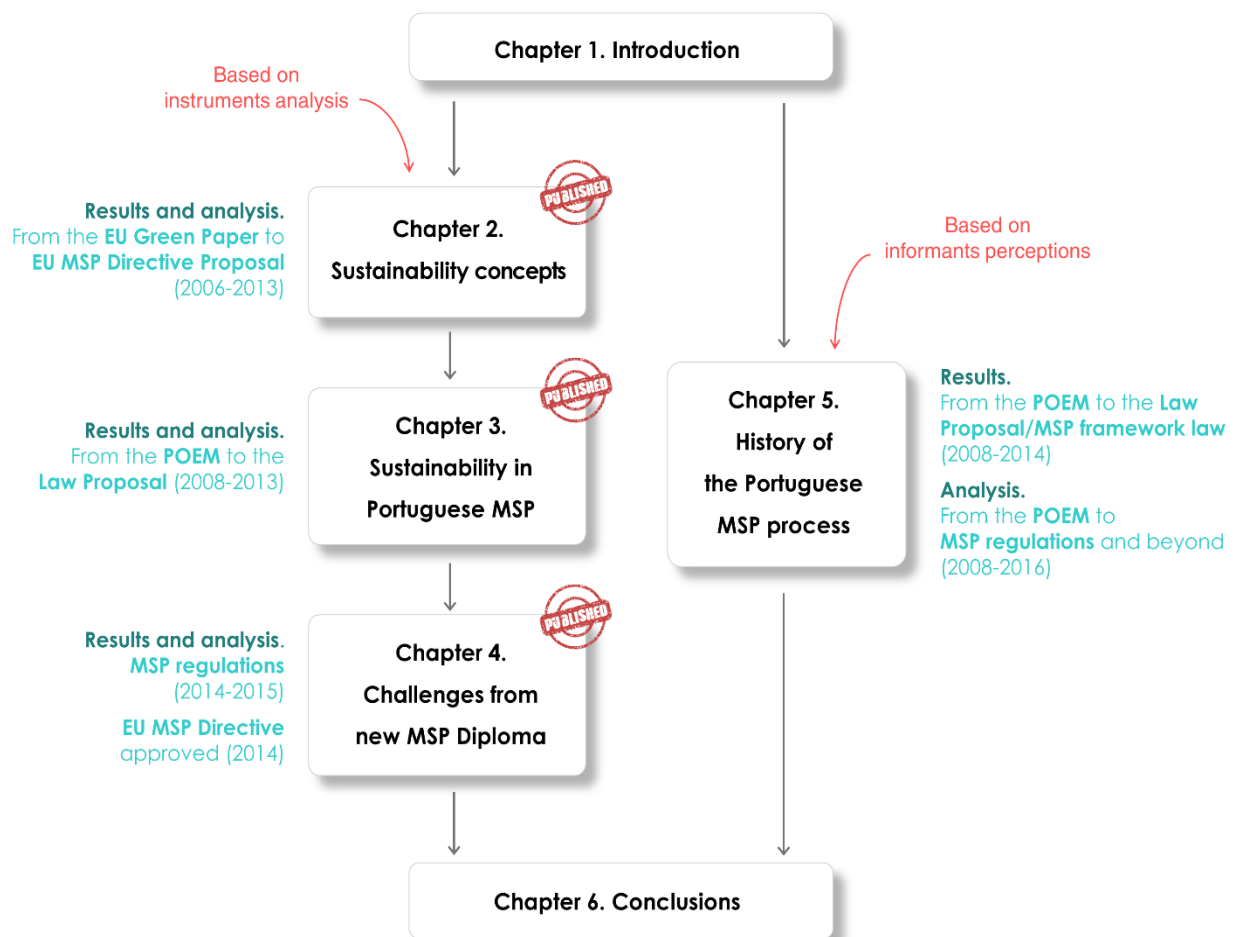 Chapter 1. Introduction
Based on
instruments analysis
PUBLISHED
Results and analysis.
From the EU Green Paper to
EU MSP Directive Proposal
(2006-2013)
Chapter 2.
Sustainability concepts
Based on
informants perceptions
PUBLISHED
Results and analysis.
From the POEM to the
Law Proposal (2008-2013)
Chapter 3.
Sustainability in
Portuguese MSP
Chapter 5.
History of
the Portuguese
MSP process
Results.
From the POEM to the Law
Proposal/MSP framework law
(2008-2014)
Analysis.
From the POEM to
MSP regulations and beyond
(2008-2016)
PUBLISHED
Results and analysis.
MSP regulations
(2014-2015)
EU MSP Directive
approved (2014)
Chapter 4.
Challenges from
new MSP Diploma
Chapter 6. Conclusions